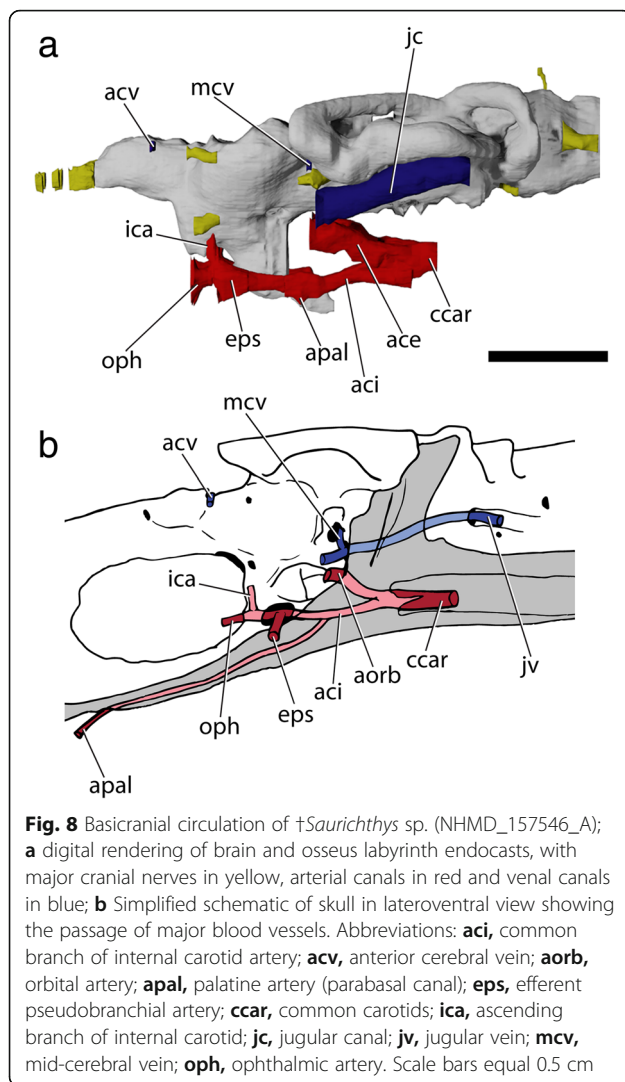 a
jc
acv
mcv
ica
oph
eps
apal
aci
ace
ccar
b
mcv
acv
ica
oph
eps
aci
aorb
ccar
jv
apal
Fig. 8 Basicranial circulation of †Saurichthys sp. (NHMD_157546_A);
a digital rendering of brain and osseus labyrinth endocasts, with
major cranial nerves in yellow, arterial canals in red and venal canals
in blue; b Simplified schematic of skull in lateroventral view showing
the passage of major blood vessels. Abbreviations: aci, common
branch of internal carotid artery; acv, anterior cerebral vein; aorb,
orbital artery; apal, palatine artery (parabasal canal); eps, efferent
pseudobranchial artery; ccar, common carotids; ica, ascending
branch of internal carotid; jc, jugular canal; jv, jugular vein; mcv,
mid-cerebral vein; oph, ophthalmic artery. Scale bars equal 0.5 cm